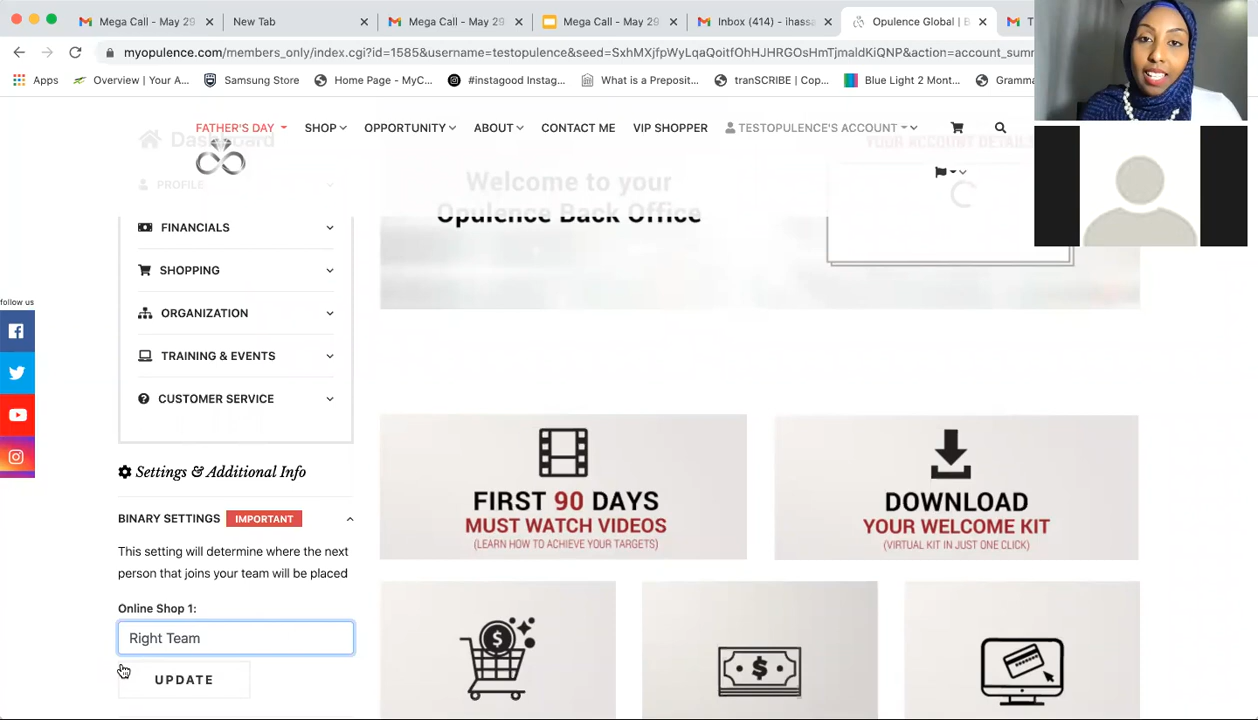 Mega Call - May 29
New Tab
Mega Call - May 29
Mega Call - May 29
Inbox (414) - ihassa
Opulence Global | B
T
myopulence.com/members_only/index.cgi?id=1585&username=testopulence&seed=SxhMXjfpWyLqaQoitfOhHJHRGOsHmTjmaldKiQNP&action=account_sum
Apps
Overview | Your A...
Samsung Store
Home Page - MyC...
#instagood Instag...
What is a Preposit...
tranSCRIBE | Cop...
Blue Light 2 Mont...
Gramma
FATHER'S DAY
SHOP
OPPORTUNITY
ABOUT
CONTACT ME
VIP SHOPPER
TESTOPULENCE'S ACCOUNT
Dashboard
YOUR ACCOUNT DETAILS
PROFILE
Welcome to your
Opulence Back Office
FINANCIALS
SHOPPING
ORGANIZATION
TRAINING & EVENTS
CUSTOMER SERVICE
follow us
Settings & Additional Info
BINARY SETTINGS IMPORTANT
This setting will determine where the next
person that joins your team will be placed
Online Shop 1:
Right Team
UPDATE
FIRST 90 DAYS
MUST WATCH VIDEOS
(LEARN HOW TO ACHIEVE YOUR TARGETS)
DOWNLOAD
YOUR WELCOME KIT
(VIRTUAL KIT IN JUST ONE CLICK)